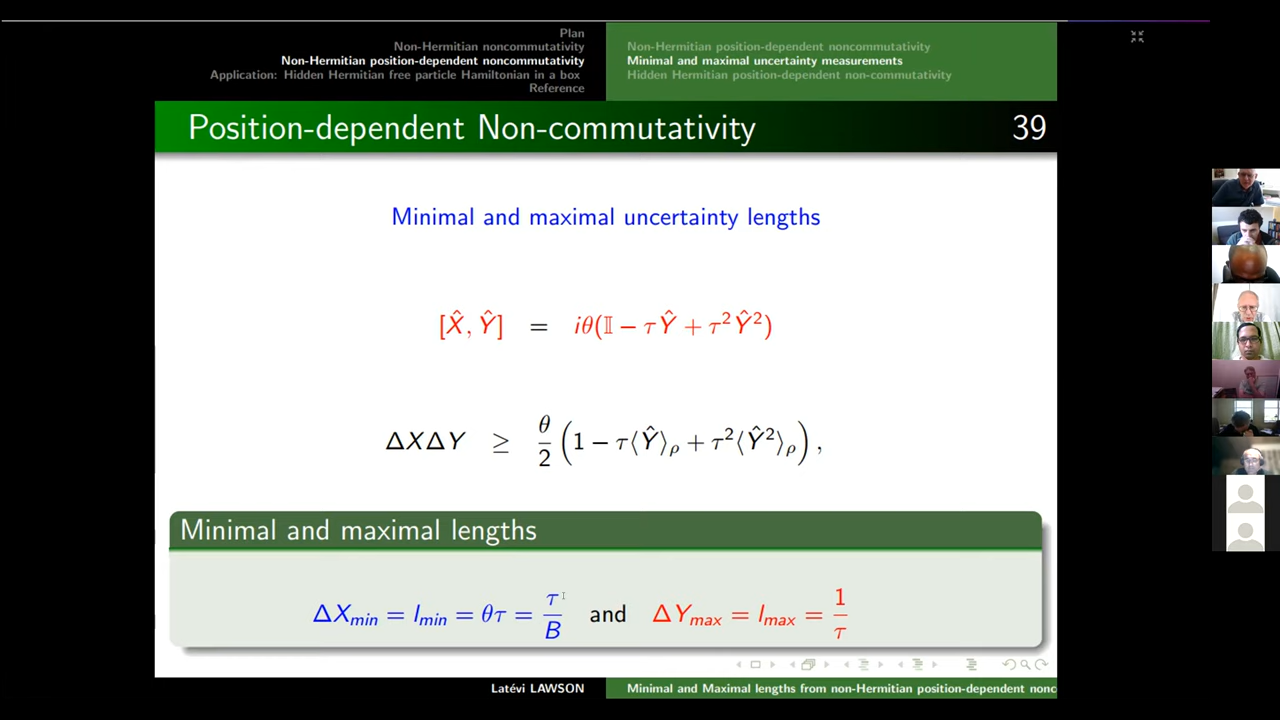 Plan
Non-Hermitian noncommutativity
Non-Hermitian position-dependent noncommutativity
Application: Hidden Hermitian free particle Hamiltonian in a box
Reference
Non-Hermitian position-dependent noncommutativity
Minimal and maximal uncertainty measurements
Hidden Hermitian position-dependent non-commutativity
Position-dependent Non-commutativity 39
Minimal and maximal uncertainty lengths
[X̂, Ŷ] = iθ(𝕀 − τŶ + τ²Ŷ²)
ΔXΔY ≥ θ/2 (1 − τ⟨Ŷ⟩ρ + τ²⟨Ŷ²⟩ρ),
Minimal and maximal lengths
ΔXmin = lmin = θτ = τ/B and ΔYmax = lmax = 1/τ
Latévi LAWSON
Minimal and Maximal lengths from non-Hermitian position-dependent nonc